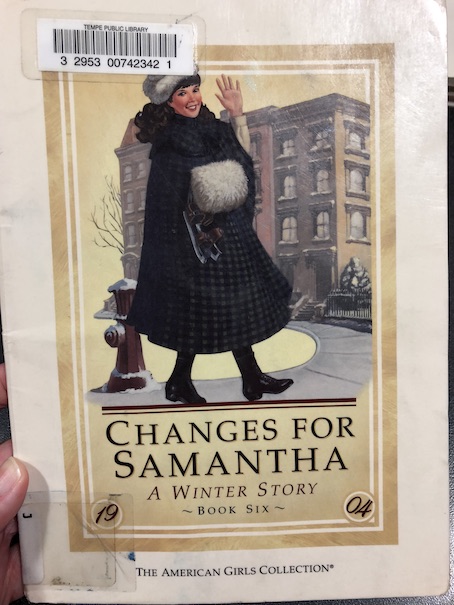 TEMPE PUBLIC LIBRARY
3 2953 00742342 1
CHANGES FOR
SAMANTHA
A WINTER STORY
~ BOOK SIX ~
19 04
THE AMERICAN GIRLS COLLECTION®